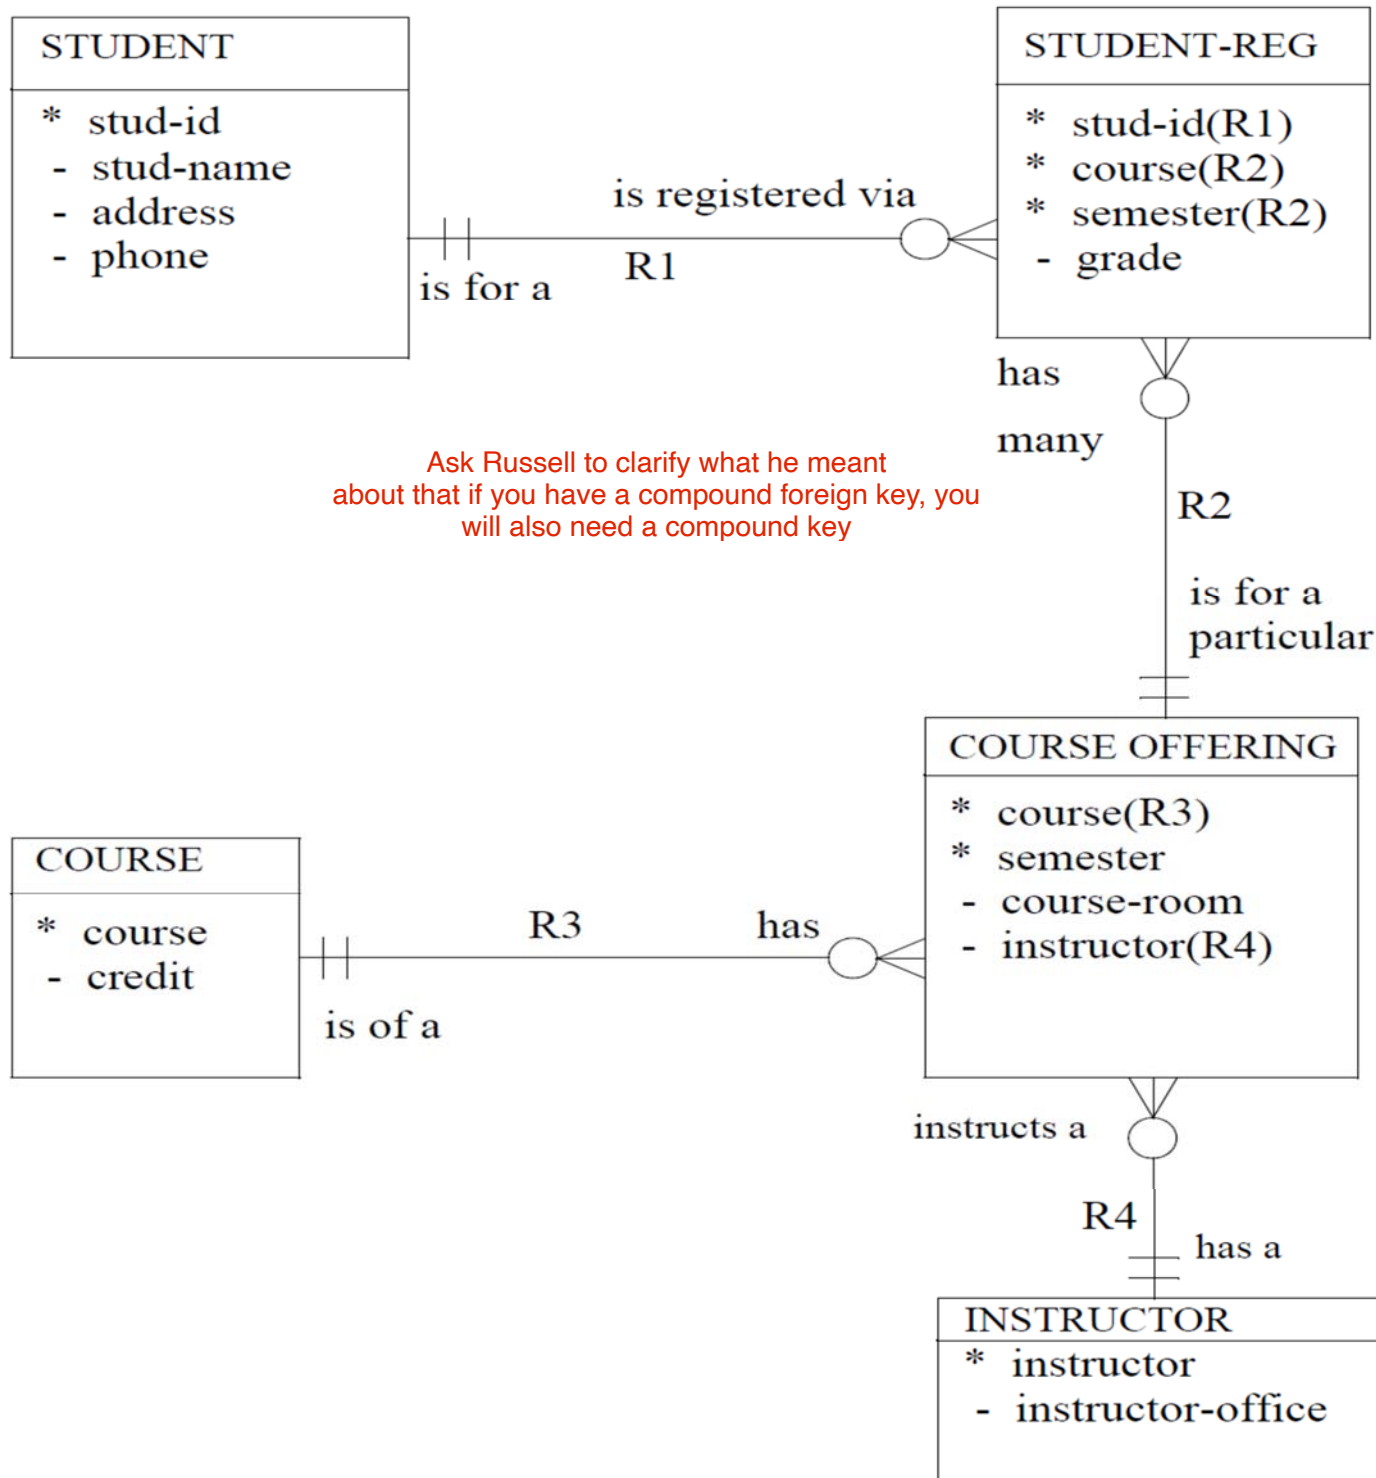 STUDENT
* stud-id
- stud-name
- address
- phone
is registered via
R1
is for a
STUDENT-REG
* stud-id(R1)
* course(R2)
* semester(R2)
- grade
has
many
R2
is for a
particular
Ask Russell to clarify what he meant
about that if you have a compound foreign key, you
will also need a compound key
COURSE OFFERING
* course(R3)
* semester
- course-room
- instructor(R4)
COURSE
* course
- credit
R3
has
is of a
instructs a
R4
has a
INSTRUCTOR
* instructor
- instructor-office